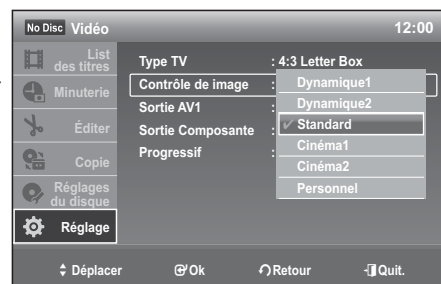 No Disc Vidéo 12:00
List
des titres
Minuterie
Éditer
Copie
Réglages
du disque
Réglage
Type TV : 4:3 Letter Box
Contrôle de image :
Sortie AV1 :
Sortie Composante :
Progressif :
Dynamique1
Dynamique2
✔ Standard
Cinéma1
Cinéma2
Personnel
Déplacer Ok Retour Quit.